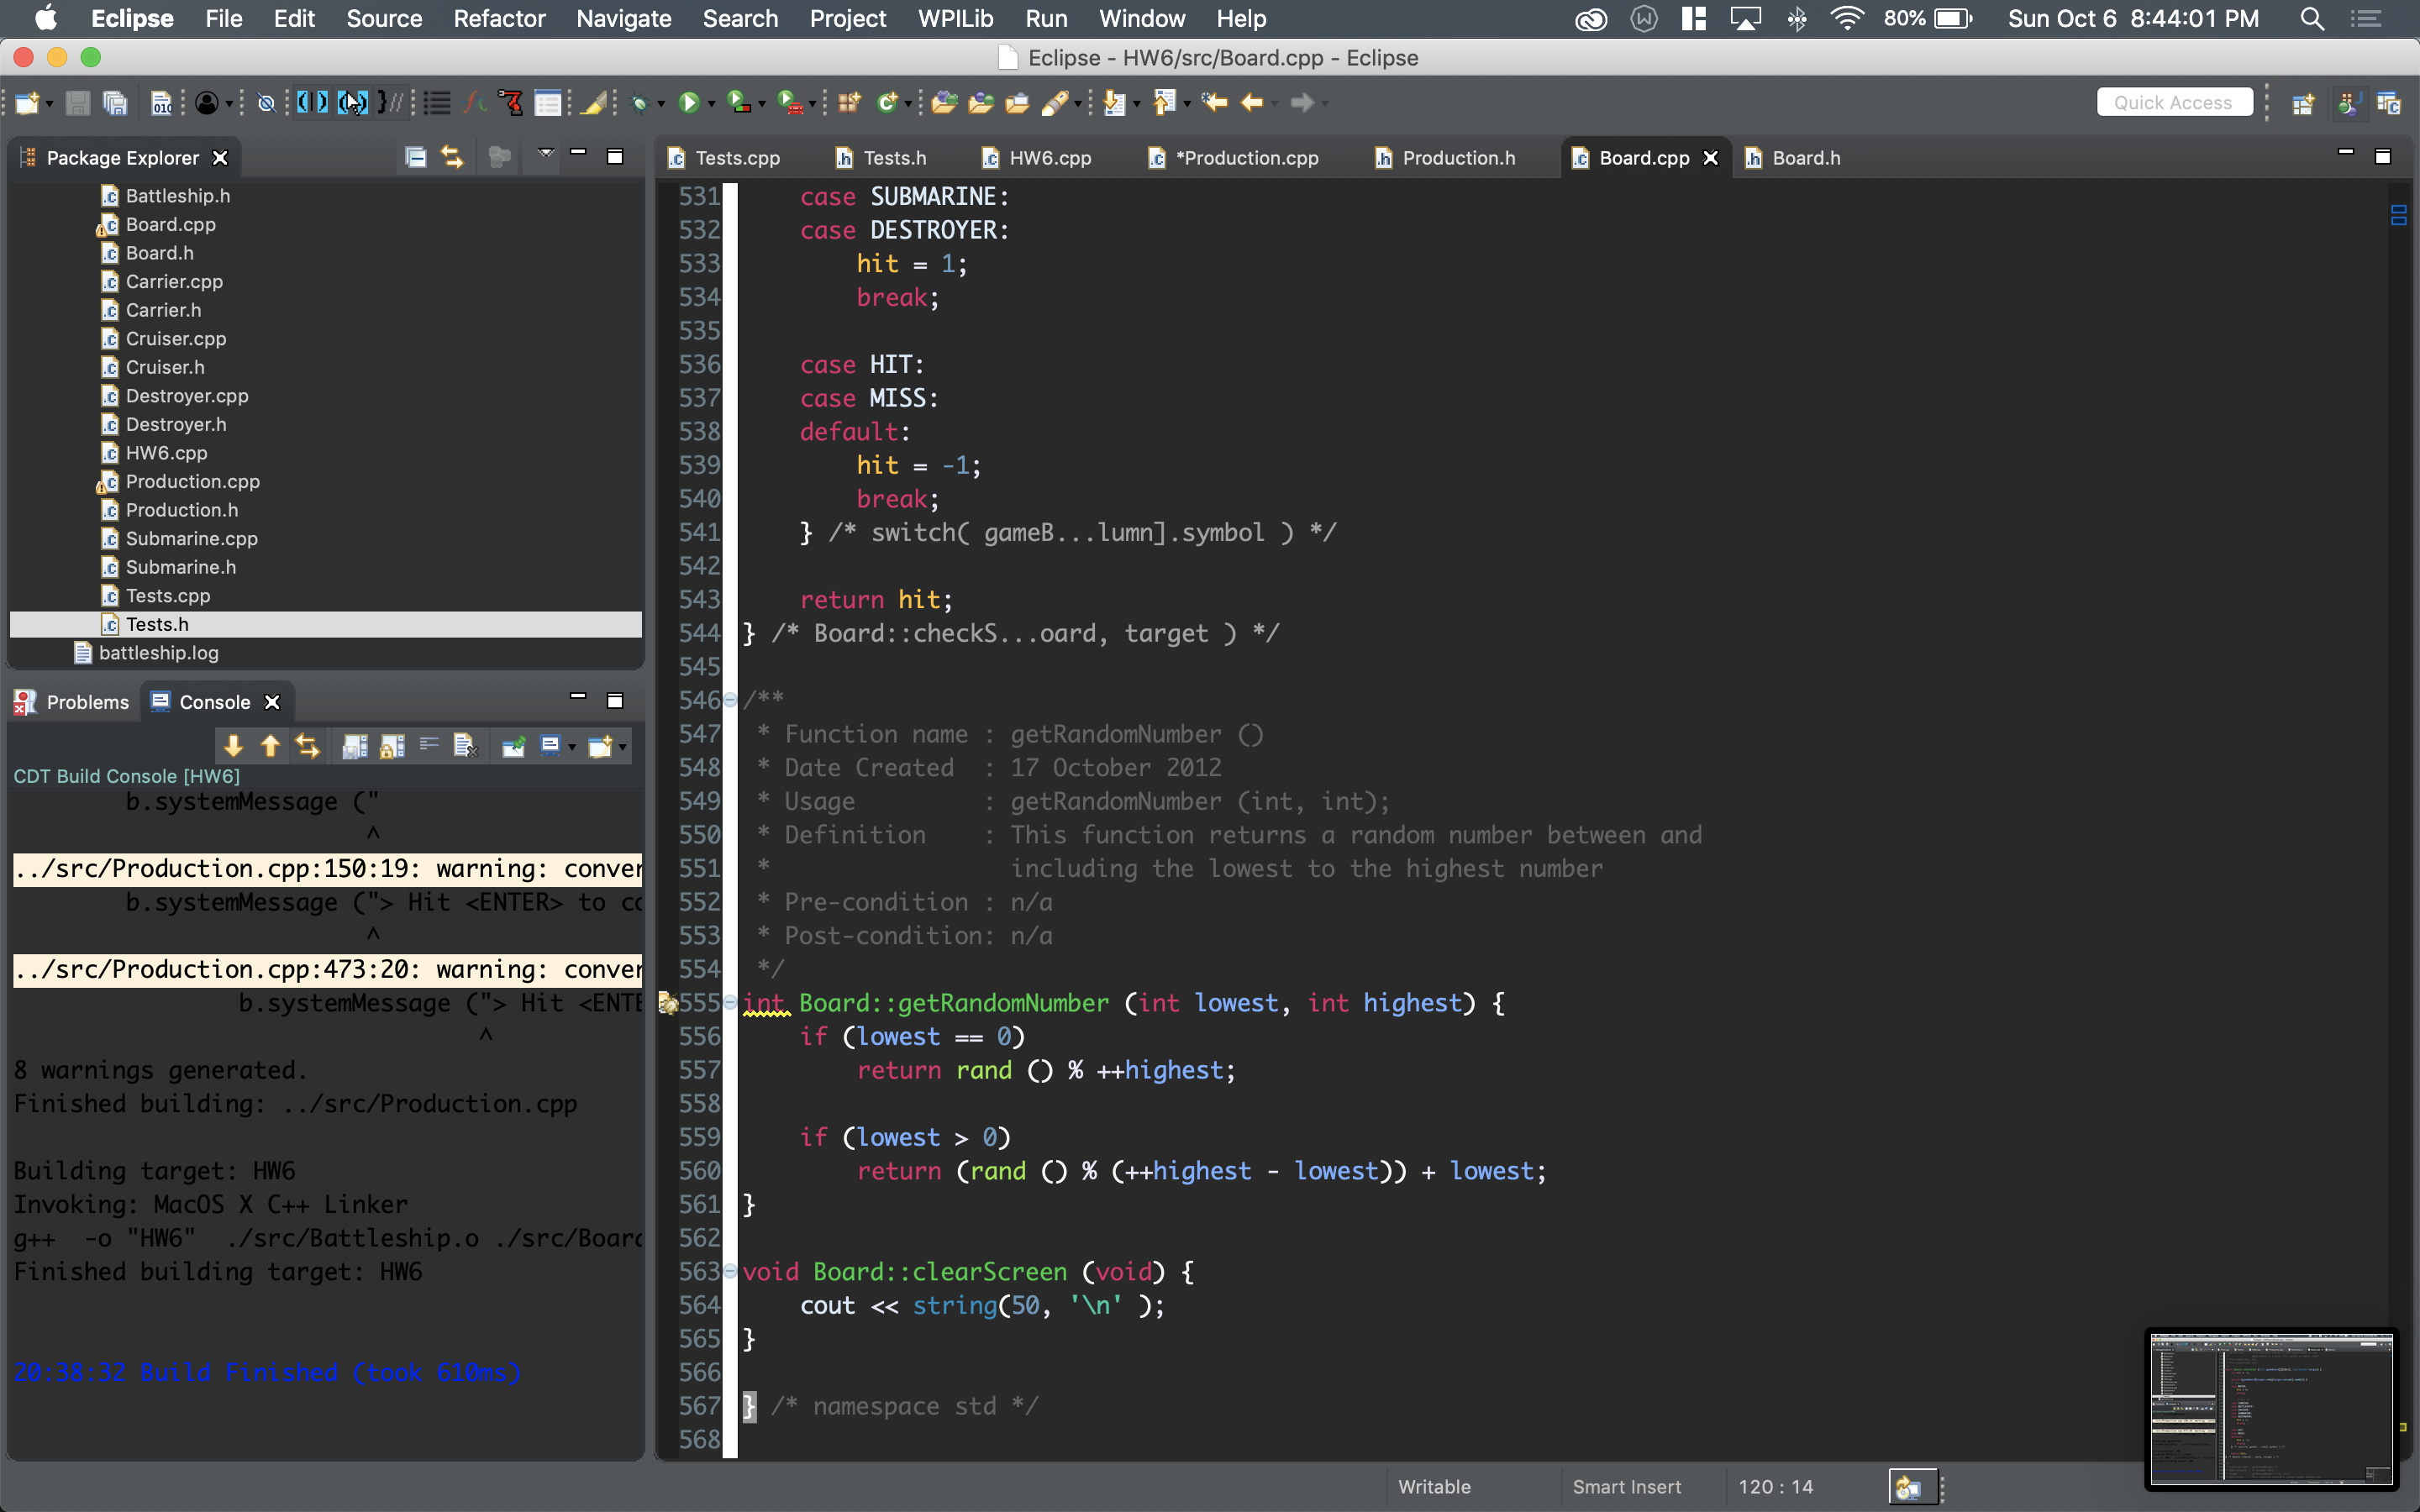 Eclipse File Edit Source Refactor Navigate Search Project WPILib Run Window Help 80% Sun Oct 6 8:44:01 PM
Eclipse - HW6/src/Board.cpp - Eclipse
Quick Access
Package Explorer
Battleship.h
Board.cpp
Board.h
Carrier.cpp
Carrier.h
Cruiser.cpp
Cruiser.h
Destroyer.cpp
Destroyer.h
HW6.cpp
Production.cpp
Production.h
Submarine.cpp
Submarine.h
Tests.cpp
Tests.h
battleship.log
Problems Console
CDT Build Console [HW6]
b.systemMessage ("
^
../src/Production.cpp:150:19: warning: conver
b.systemMessage ("> Hit <ENTER> to co
^
../src/Production.cpp:473:20: warning: conver
b.systemMessage ("> Hit <ENTE
^
8 warnings generated.
Finished building: ../src/Production.cpp
Building target: HW6
Invoking: MacOS X C++ Linker
g++ -o "HW6" ./src/Battleship.o ./src/Board
Finished building target: HW6
20:38:32 Build Finished (took 610ms)
Tests.cpp Tests.h HW6.cpp *Production.cpp Production.h Board.cpp Board.h
531 case SUBMARINE:
532 case DESTROYER:
533 hit = 1;
534 break;
535
536 case HIT:
537 case MISS:
538 default:
539 hit = -1;
540 break;
541 } /* switch( gameB...lumn].symbol ) */
542
543 return hit;
544 } /* Board::checkS...oard, target ) */
545
546 /**
547 * Function name : getRandomNumber ()
548 * Date Created : 17 October 2012
549 * Usage : getRandomNumber (int, int);
550 * Definition : This function returns a random number between and
551 * including the lowest to the highest number
552 * Pre-condition : n/a
553 * Post-condition: n/a
554 */
555 int Board::getRandomNumber (int lowest, int highest) {
556 if (lowest == 0)
557 return rand () % ++highest;
558
559 if (lowest > 0)
560 return (rand () % (++highest - lowest)) + lowest;
561 }
562
563 void Board::clearScreen (void) {
564 cout << string(50, '\n' );
565 }
566
567 } /* namespace std */
568
Writable Smart Insert 120 : 14